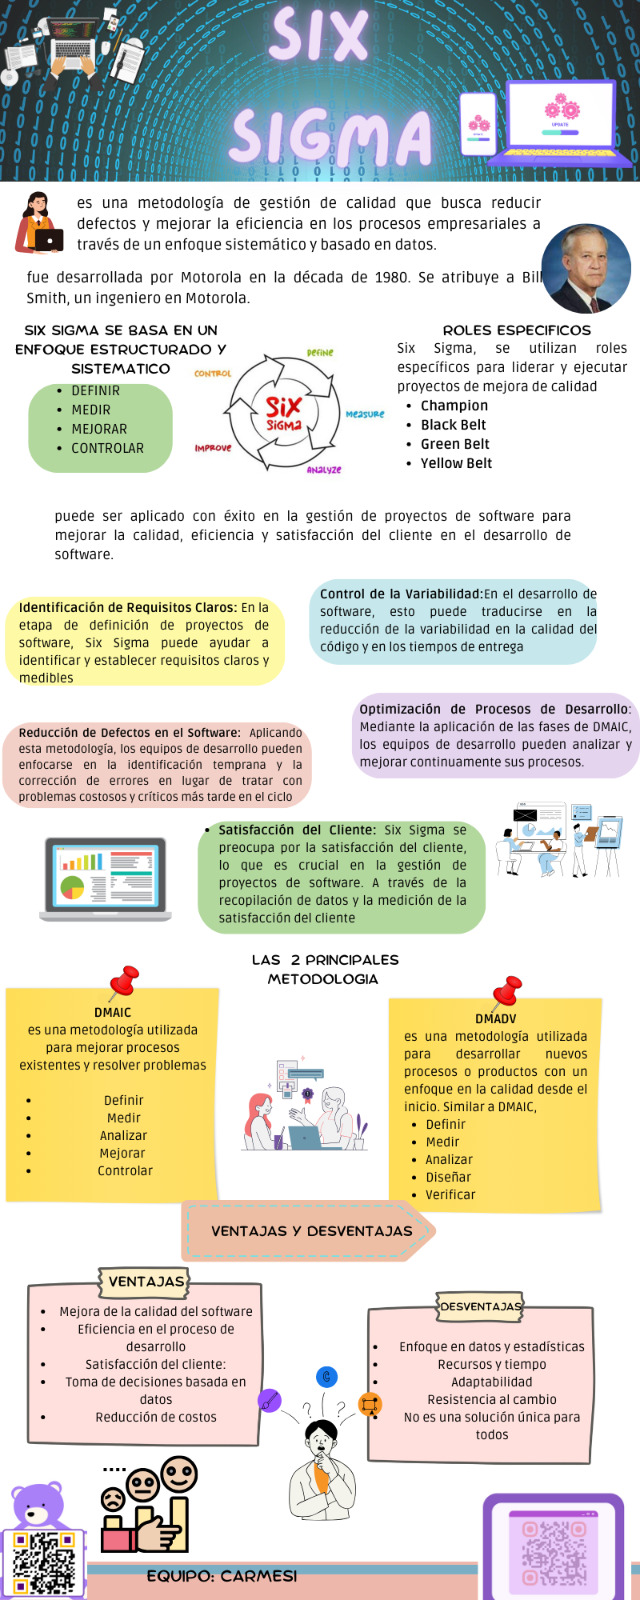 SIX
SIGMA
UPDATE
es una metodología de gestión de calidad que busca reducir
defectos y mejorar la eficiencia en los procesos empresariales a
través de un enfoque sistemático y basado en datos.
fue desarrollada por Motorola en la década de 1980. Se atribuye a Bill
Smith, un ingeniero en Motorola.
SIX SIGMA SE BASA EN UN
ENFOQUE ESTRUCTURADO Y
SISTEMATICO
• DEFINIR
• MEDIR
• MEJORAR
• CONTROLAR
Define
CONTROL
Six
SIGMA
Measure
Improve
Analyze
ROLES ESPECIFICOS
Six Sigma, se utilizan roles
específicos para liderar y ejecutar
proyectos de mejora de calidad
• Champion
• Black Belt
• Green Belt
• Yellow Belt
puede ser aplicado con éxito en la gestión de proyectos de software para
mejorar la calidad, eficiencia y satisfacción del cliente en el desarrollo de
software.
Identificación de Requisitos Claros: En la
etapa de definición de proyectos de
software, Six Sigma puede ayudar a
identificar y establecer requisitos claros y
medibles
Control de la Variabilidad:En el desarrollo de
software, esto puede traducirse en la
reducción de la variabilidad en la calidad del
código y en los tiempos de entrega
Reducción de Defectos en el Software: Aplicando
esta metodología, los equipos de desarrollo pueden
enfocarse en la identificación temprana y la
corrección de errores en lugar de tratar con
problemas costosos y críticos más tarde en el ciclo
Optimización de Procesos de Desarrollo:
Mediante la aplicación de las fases de DMAIC,
los equipos de desarrollo pueden analizar y
mejorar continuamente sus procesos.
• Satisfacción del Cliente: Six Sigma se
preocupa por la satisfacción del cliente,
lo que es crucial en la gestión de
proyectos de software. A través de la
recopilación de datos y la medición de la
satisfacción del cliente
LAS 2 PRINCIPALES
METODOLOGIA
DMAIC
es una metodología utilizada
para mejorar procesos
existentes y resolver problemas
• Definir
• Medir
• Analizar
• Mejorar
• Controlar
DMADV
es una metodología utilizada
para desarrollar nuevos
procesos o productos con un
enfoque en la calidad desde el
inicio. Similar a DMAIC,
• Definir
• Medir
• Analizar
• Diseñar
• Verificar
VENTAJAS Y DESVENTAJAS
VENTAJAS
• Mejora de la calidad del software
• Eficiencia en el proceso de
desarrollo
• Satisfacción del cliente:
• Toma de decisiones basada en
datos
• Reducción de costos
DESVENTAJAS
• Enfoque en datos y estadísticas
• Recursos y tiempo
• Adaptabilidad
• Resistencia al cambio
• No es una solución única para
todos
C
? ?
EQUIPO: CARMESI